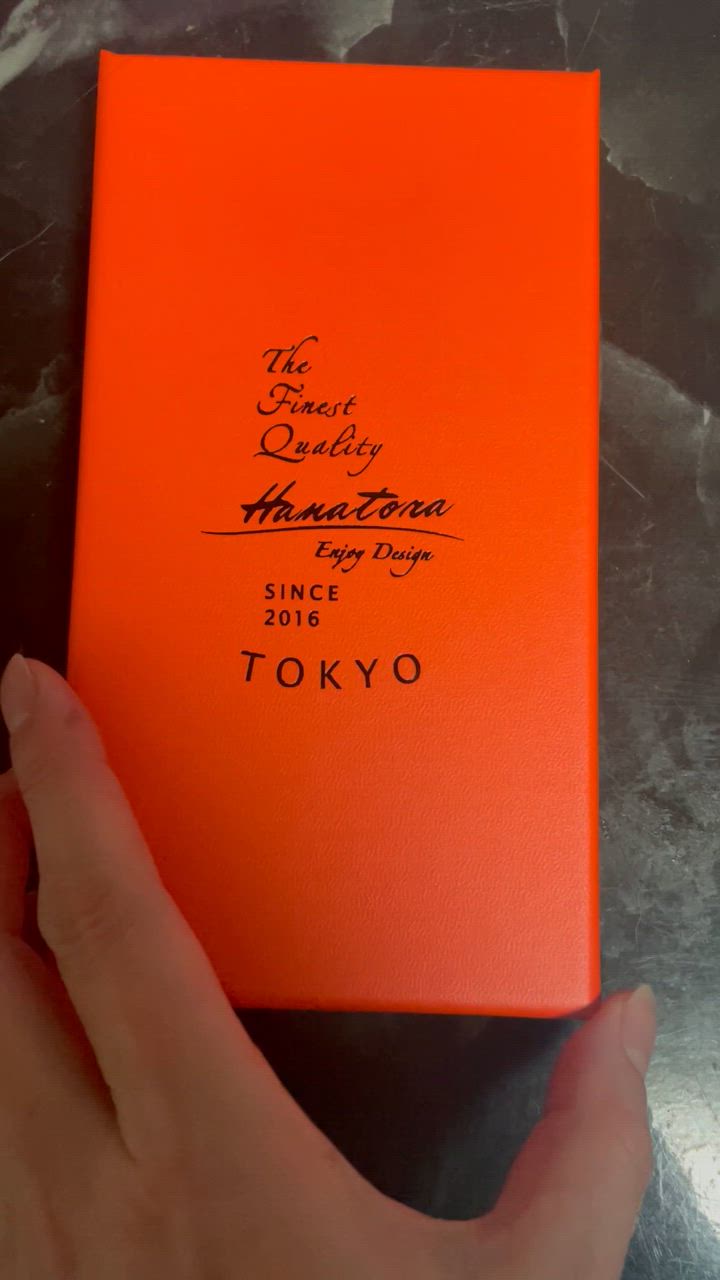 The
Finest
Quality
Hanatora
Enjoy Design
SINCE
2016
TOKYO